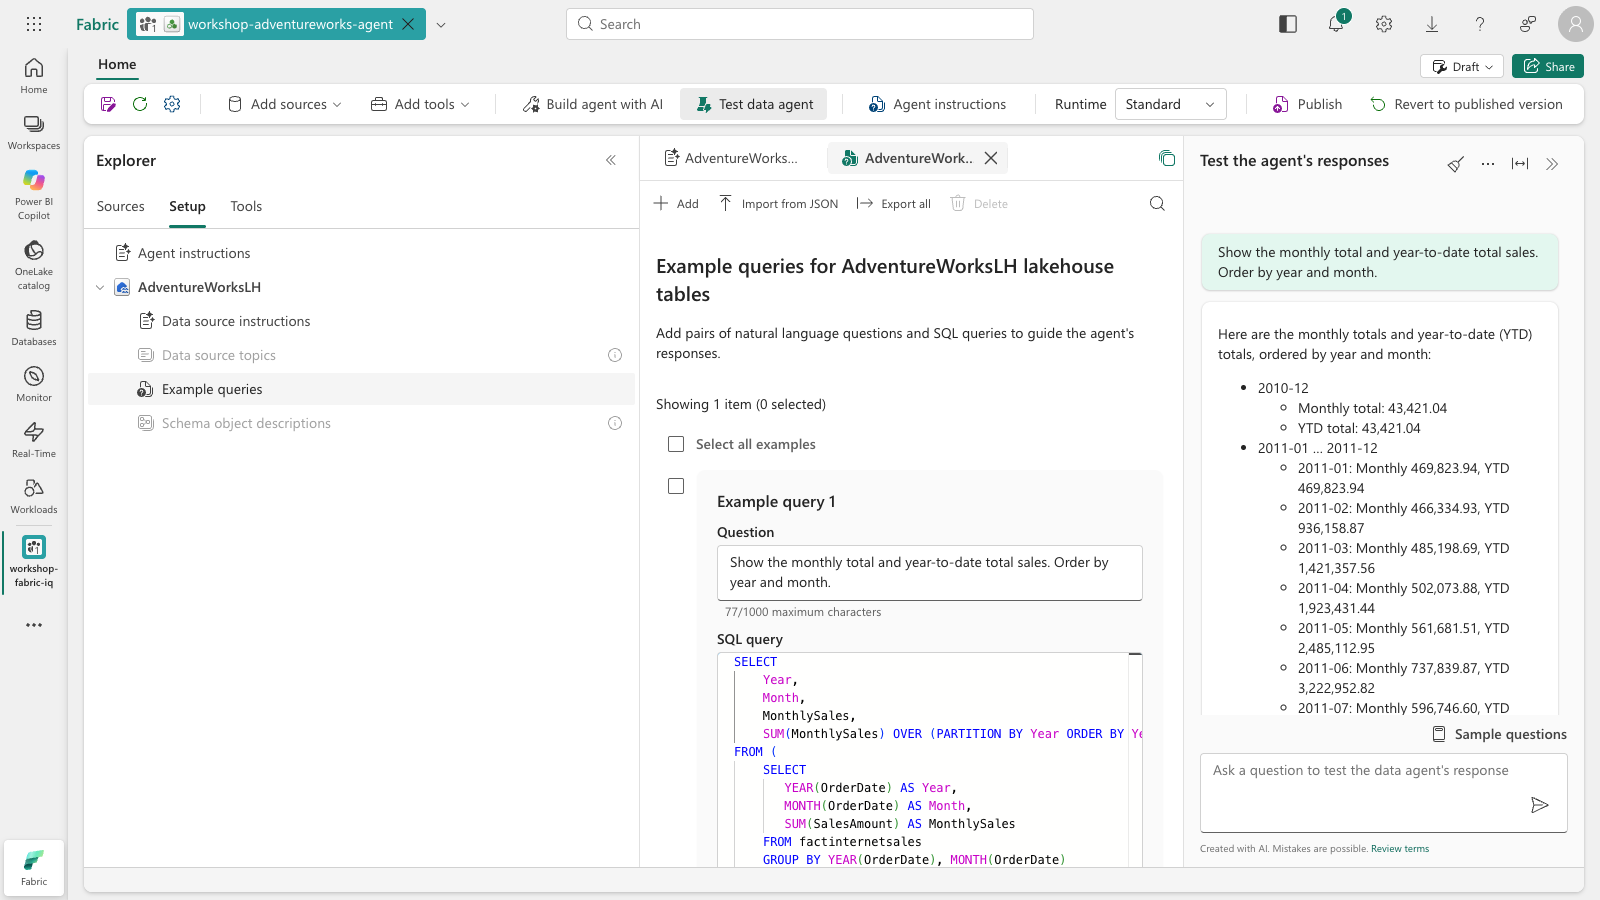 Fabric
workshop-adventureworks-agent
Search
1
Home
Draft
Share
Add sources
Add tools
Build agent with AI
Test data agent
Agent instructions
Runtime
Standard
Publish
Revert to published version
Home
Workspaces
Power BI
Copilot
OneLake
catalog
Databases
Monitor
Real-Time
Workloads
workshop-
fabric-iq
Fabric
Explorer
Sources
Setup
Tools
Agent instructions
AdventureWorksLH
Data source instructions
Data source topics
Example queries
Schema object descriptions
AdventureWorks...
AdventureWork..
Add
Import from JSON
Export all
Delete
Example queries for AdventureWorksLH lakehouse
tables
Add pairs of natural language questions and SQL queries to guide the agent's
responses.
Showing 1 item (0 selected)
Select all examples
Example query 1
Question
Show the monthly total and year-to-date total sales. Order by
year and month.
77/1000 maximum characters
SQL query
SELECT
Year,
Month,
MonthlySales,
SUM(MonthlySales) OVER (PARTITION BY Year ORDER BY
FROM (
SELECT
YEAR(OrderDate) AS Year,
MONTH(OrderDate) AS Month,
SUM(SalesAmount) AS MonthlySales
FROM factinternetsales
GROUP BY YEAR(OrderDate), MONTH(OrderDate)
Test the agent's responses
Show the monthly total and year-to-date total sales.
Order by year and month.
Here are the monthly totals and year-to-date (YTD)
totals, ordered by year and month:
2010-12
Monthly total: 43,421.04
YTD total: 43,421.04
2011-01 ... 2011-12
2011-01: Monthly 469,823.94, YTD
469,823.94
2011-02: Monthly 466,334.93, YTD
936,158.87
2011-03: Monthly 485,198.69, YTD
1,421,357.56
2011-04: Monthly 502,073.88, YTD
1,923,431.44
2011-05: Monthly 561,681.51, YTD
2,485,112.95
2011-06: Monthly 737,839.87, YTD
3,222,952.82
2011-07: Monthly 596,746.60, YTD
Sample questions
Ask a question to test the data agent's response
Created with AI. Mistakes are possible. Review terms